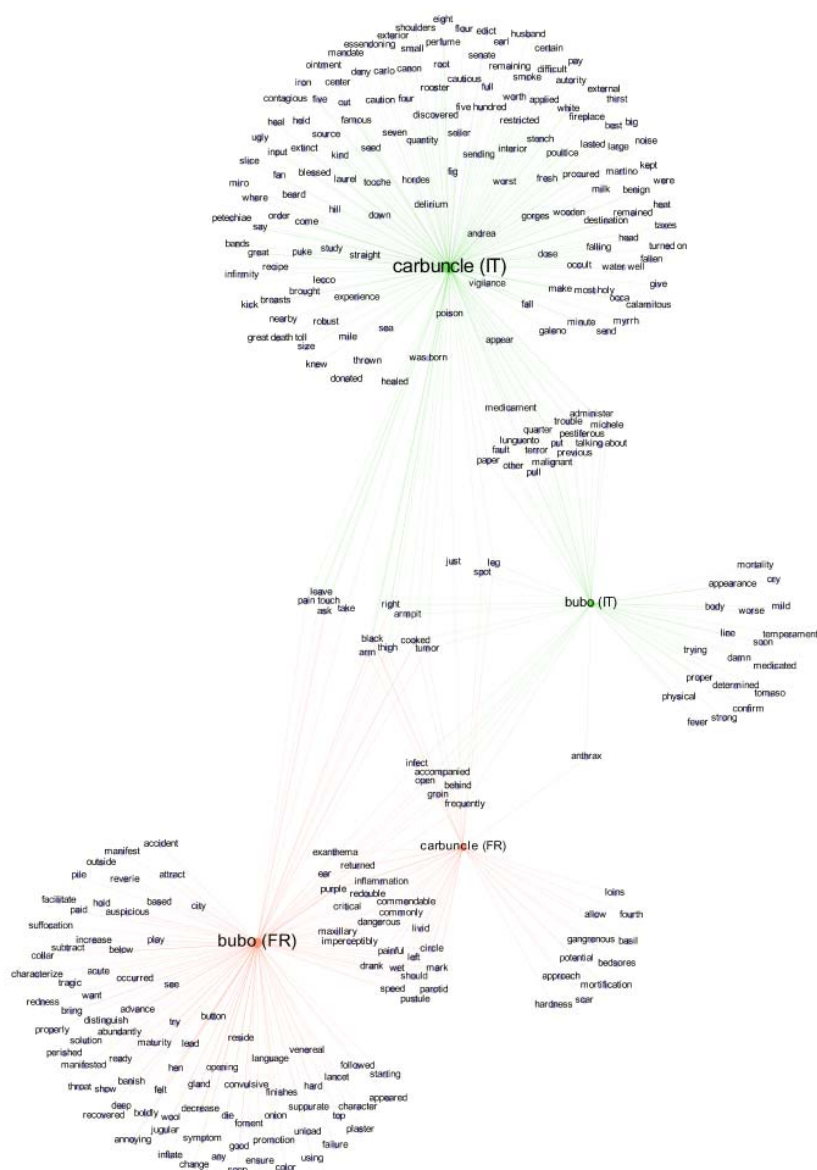 eight
shoulders flour edict husband
exterior perfume earl
essendoning small senate certain
mandate
ointment deny carlo canon root remaining difficult pay
iron center rooster cautious smoke autority
full external
contagious five out caution four five hundred worth applied thirst
discovered white fireplace
heal held famous restricted best big
ugly source seven seller stench
input extinct quantity lasted large noise
slice kind seed sending interior poultice
fan blessed fig procured martino kept
miro laurel touche hordes worst fresh were
where beard milk benign
petechiae order hill down delirium gorges wooden remained heat
say come destination taxes
bands andrea head
great puke study straight falling turned on
infirmity recipe carbuncle (IT) dose occult water well fallen
lecco vigilance
brought experience make most holy give
kick breasts occa calamitous
nearby robust poison fall
sea galeno minute myrrh
great death toll mile send
size appear
knew thrown was born
donated healed
medicament administer
trouble michele
quarter pestiferous
lunguento put talking about
fault terror previous
paper other malignant
pull
just leg
spot
mortality
appearance cry
leave
pain touch right
ask take
armpit
bubo (IT)
body worse mild
line temperament
soon
black cooked
arm thigh tumor
trying damn
medicated
proper determined
physical tomaso
confirm
fever strong
infect
accompanied
open behind
groin
frequently
anthrax
carbuncle (FR)
accident
manifest
outside
pile reverie attract
facilitate hold based city
paid auspicious
suffocation
increase play
subtract below
collar
characterize acute occurred see
tragic
redness want
bring advance
distinguish try button
properly abundantly
solution maturity lead reside
perished
manifested ready hen opening language venereal
followed
throat show banish felt gland convulsive finishes hard lancet starting
deep
recovered boldly wool decrease die onion suppurate character appeared
jugular foment top
annoying symptom good promotion unload plaster
inflate any using failure
change ensure color
bubo (FR)
exanthema
returned
ear
purple inflammation
redouble
critical commendable
commonly
dangerous livid
maxillary
imperceptibly
painful circle
left
drank wet mark
should
speed parotid
pustule
loins
allow fourth
gangrenous basil
potential bedsores
approach mortification
hardness scar